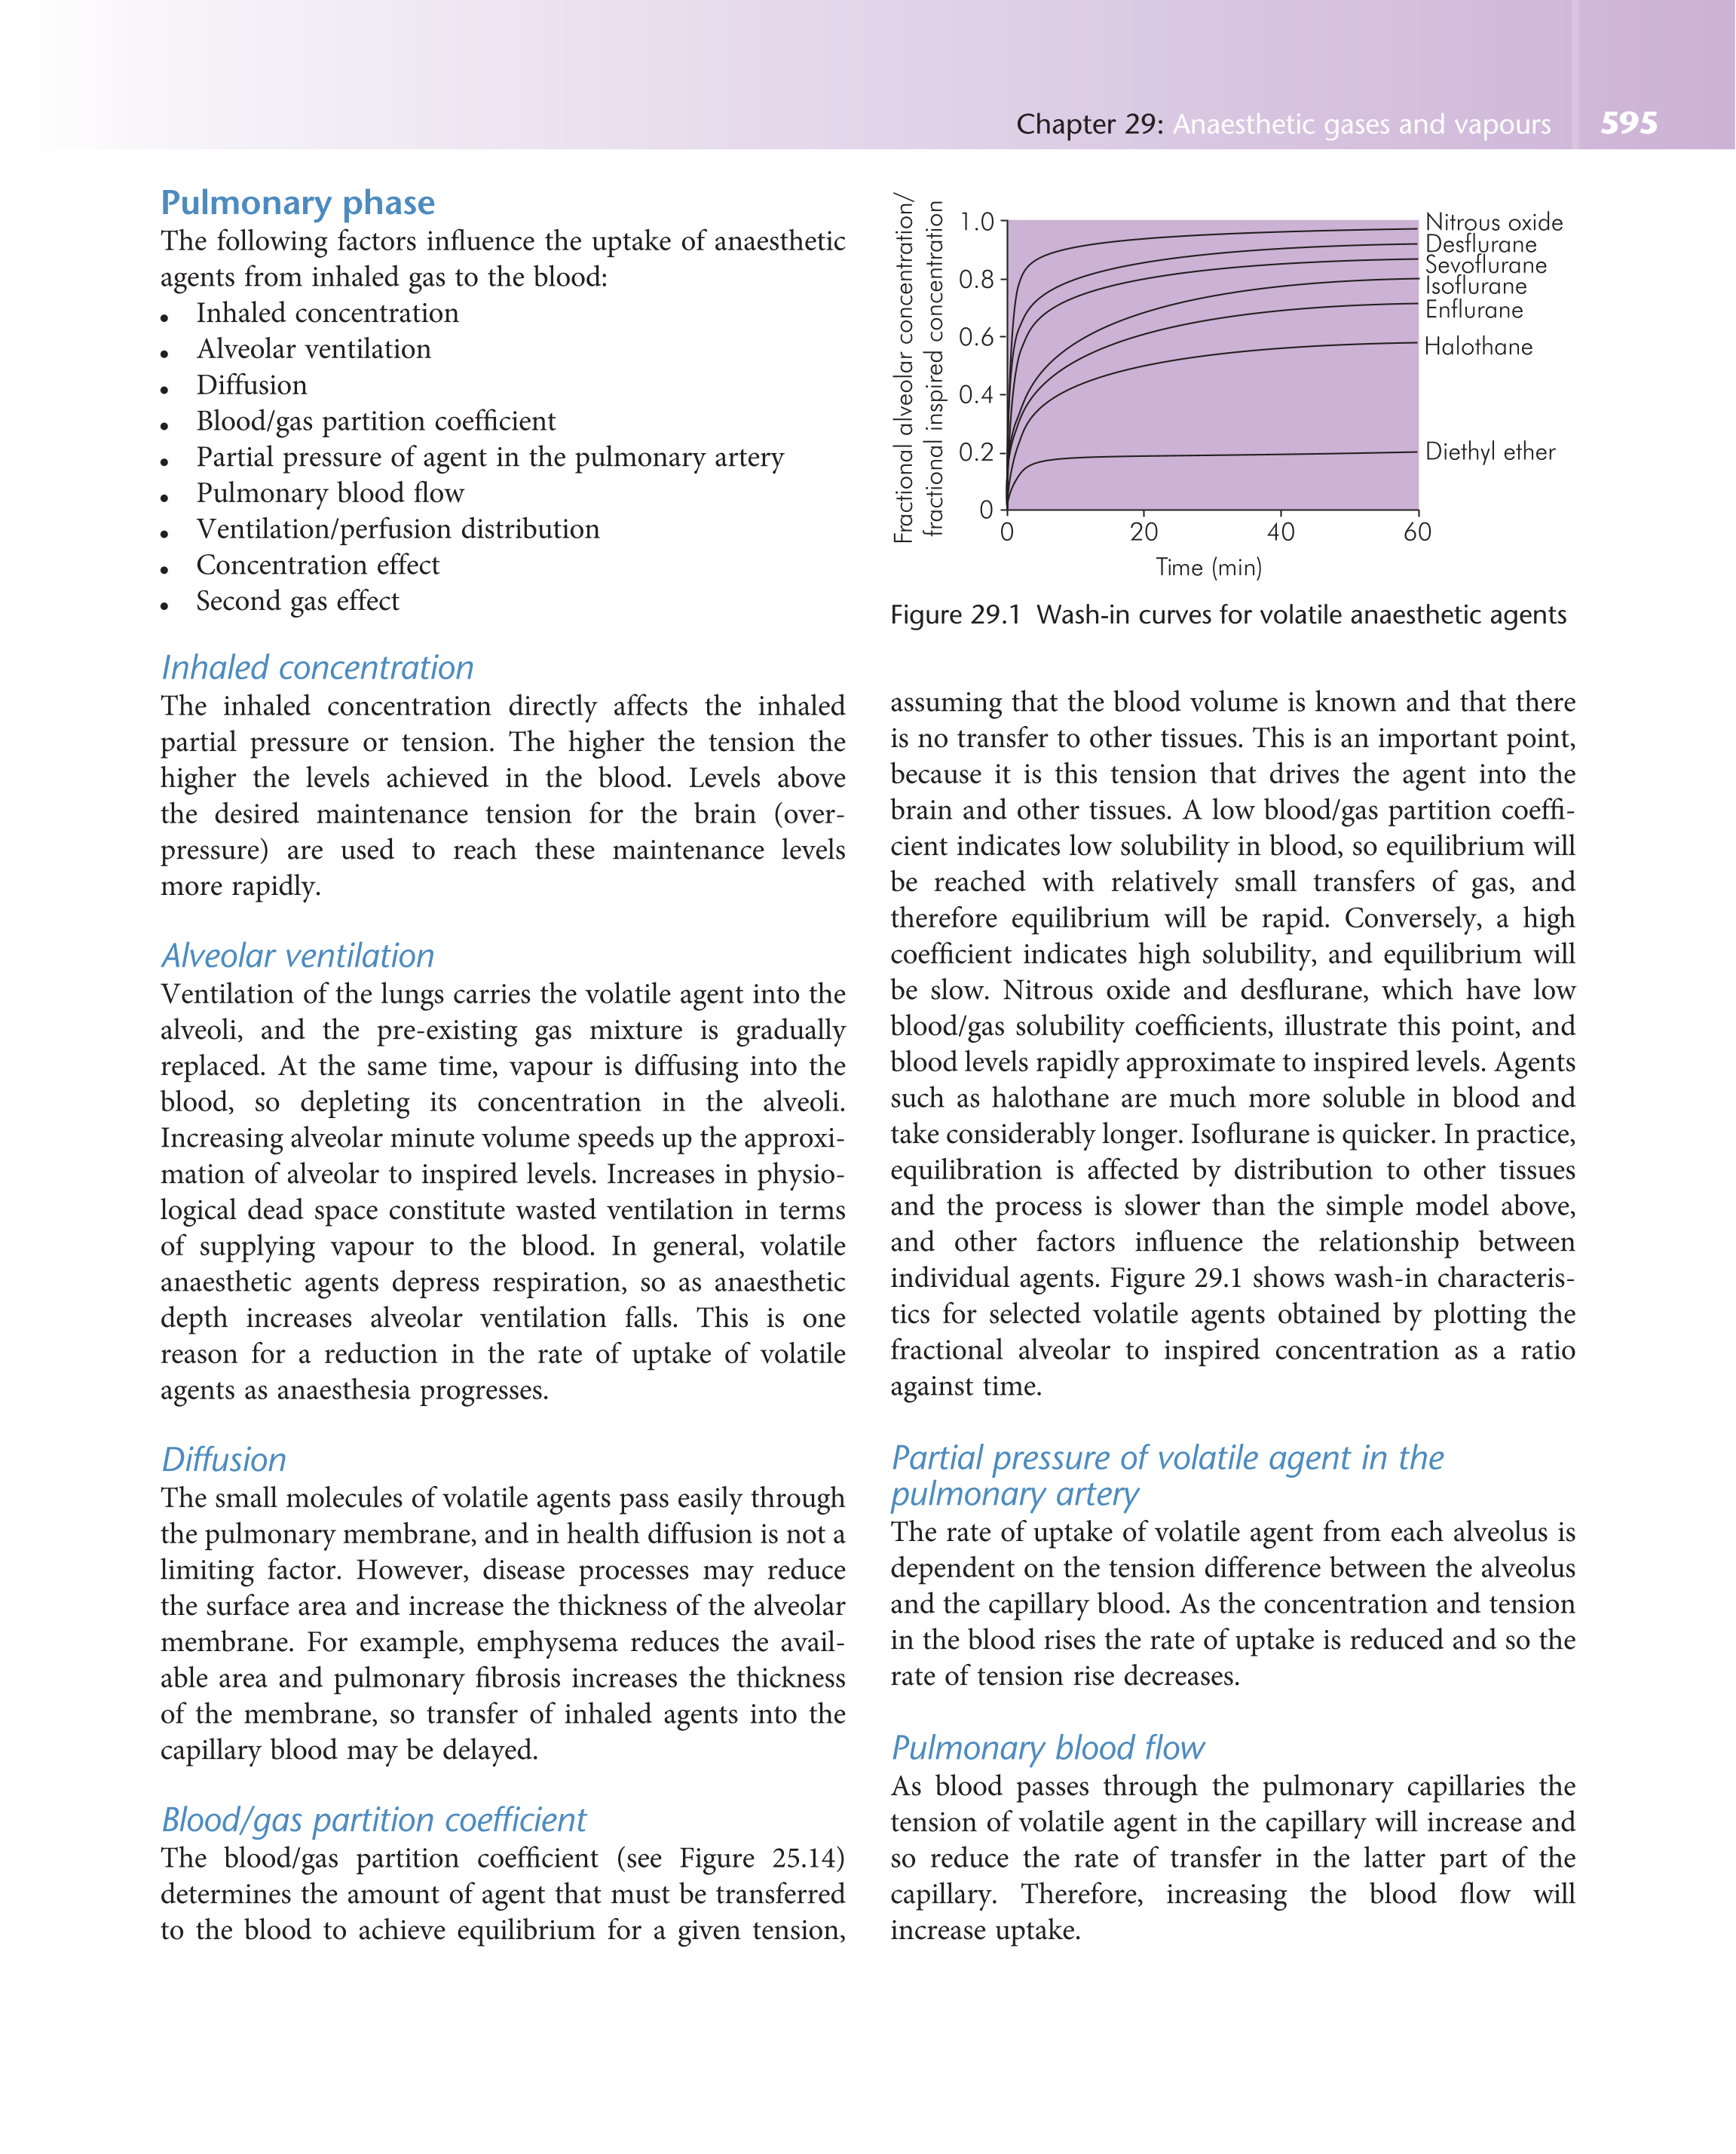 Chapter 29: Anaesthetic gases and vapours 595
Pulmonary phase
The following factors influence the uptake of anaesthetic
agents from inhaled gas to the blood:
• Inhaled concentration
• Alveolar ventilation
• Diffusion
• Blood/gas partition coefficient
• Partial pressure of agent in the pulmonary artery
• Pulmonary blood flow
• Ventilation/perfusion distribution
• Concentration effect
• Second gas effect
Inhaled concentration
The inhaled concentration directly affects the inhaled
partial pressure or tension. The higher the tension the
higher the levels achieved in the blood. Levels above
the desired maintenance tension for the brain (over-
pressure) are used to reach these maintenance levels
more rapidly.
Alveolar ventilation
Ventilation of the lungs carries the volatile agent into the
alveoli, and the pre-existing gas mixture is gradually
replaced. At the same time, vapour is diffusing into the
blood, so depleting its concentration in the alveoli.
Increasing alveolar minute volume speeds up the approxi-
mation of alveolar to inspired levels. Increases in physio-
logical dead space constitute wasted ventilation in terms
of supplying vapour to the blood. In general, volatile
anaesthetic agents depress respiration, so as anaesthetic
depth increases alveolar ventilation falls. This is one
reason for a reduction in the rate of uptake of volatile
agents as anaesthesia progresses.
Diffusion
The small molecules of volatile agents pass easily through
the pulmonary membrane, and in health diffusion is not a
limiting factor. However, disease processes may reduce
the surface area and increase the thickness of the alveolar
membrane. For example, emphysema reduces the avail-
able area and pulmonary fibrosis increases the thickness
of the membrane, so transfer of inhaled agents into the
capillary blood may be delayed.
Blood/gas partition coefficient
The blood/gas partition coefficient (see Figure 25.14)
determines the amount of agent that must be transferred
to the blood to achieve equilibrium for a given tension,
Fractional alveolar concentration/
fractional inspired concentration
1.0
0.8
0.6
0.4
0.2
0
0 20 40 60
Time (min)
Nitrous oxide
Desflurane
Sevoflurane
Isoflurane
Enflurane
Halothane
Diethyl ether
Figure 29.1 Wash-in curves for volatile anaesthetic agents
assuming that the blood volume is known and that there
is no transfer to other tissues. This is an important point,
because it is this tension that drives the agent into the
brain and other tissues. A low blood/gas partition coeffi-
cient indicates low solubility in blood, so equilibrium will
be reached with relatively small transfers of gas, and
therefore equilibrium will be rapid. Conversely, a high
coefficient indicates high solubility, and equilibrium will
be slow. Nitrous oxide and desflurane, which have low
blood/gas solubility coefficients, illustrate this point, and
blood levels rapidly approximate to inspired levels. Agents
such as halothane are much more soluble in blood and
take considerably longer. Isoflurane is quicker. In practice,
equilibration is affected by distribution to other tissues
and the process is slower than the simple model above,
and other factors influence the relationship between
individual agents. Figure 29.1 shows wash-in characteris-
tics for selected volatile agents obtained by plotting the
fractional alveolar to inspired concentration as a ratio
against time.
Partial pressure of volatile agent in the
pulmonary artery
The rate of uptake of volatile agent from each alveolus is
dependent on the tension difference between the alveolus
and the capillary blood. As the concentration and tension
in the blood rises the rate of uptake is reduced and so the
rate of tension rise decreases.
Pulmonary blood flow
As blood passes through the pulmonary capillaries the
tension of volatile agent in the capillary will increase and
so reduce the rate of transfer in the latter part of the
capillary. Therefore, increasing the blood flow will
increase uptake.